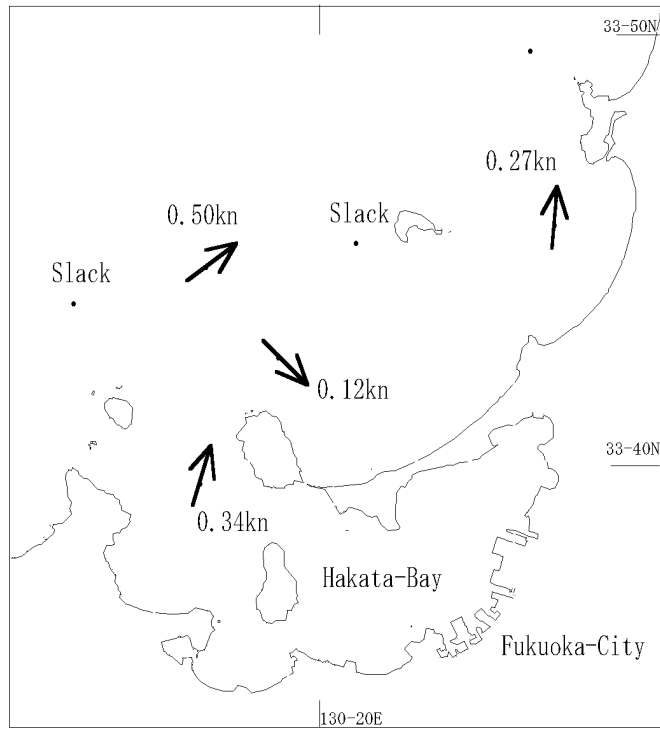 33-50N
0.27kn
0.50kn
Slack
Slack
0.12kn
33-40N
0.34kn
Hakata-Bay
Fukuoka-City
130-20E